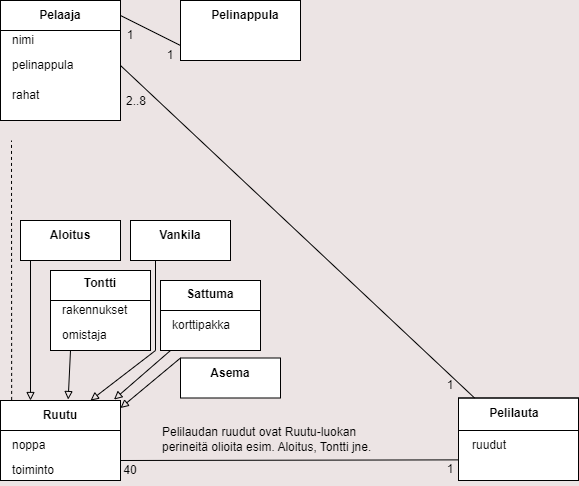 Pelaaja
nimi
pelinappula
rahat
1
Pelinappula
1
2..8
Aloitus
Vankila
Tontti
rakennukset
omistaja
Sattuma
korttipakka
Asema
Ruutu
noppa
toiminto
40
Pelilaudan ruudut ovat Ruutu-luokan
perineitä olioita esim. Aloitus, Tontti jne.
1
Pelilauta
ruudut
1